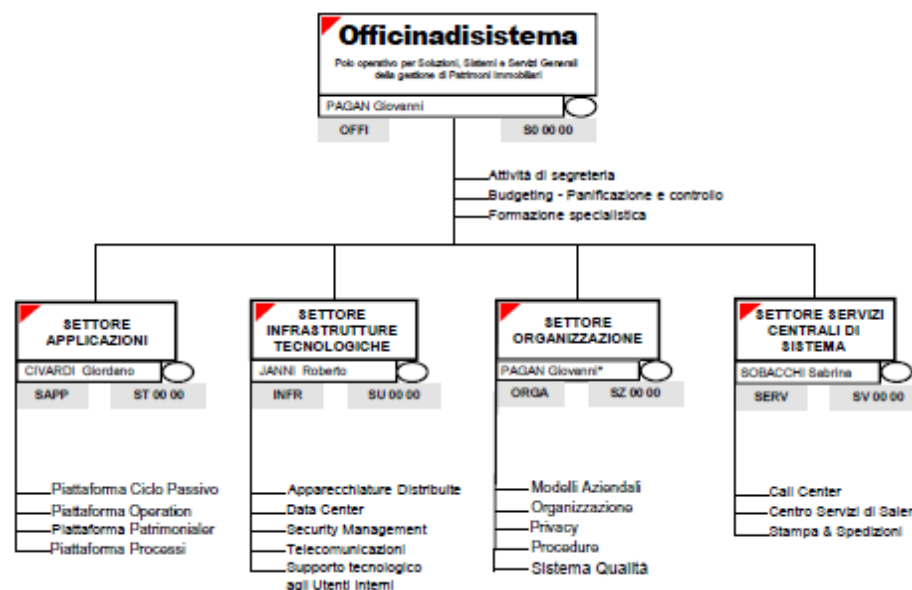 Officinadisistema
Polo operativo per Soluzioni, Sistemi e Servizi Generali
della gestione di Patrimoni Immobiliari
PAGAN Giovanni
OFFI S0 00 00
Attività di segreteria
Budgeting - Panificazione e controllo
Formazione specialistica
SETTORE
APPLICAZIONI
CIVARDI Giordano
SAPP ST 00 00
Piattaforma Ciclo Passivo
Piattaforma Operation
Piattaforma Patrimonialer
Piattaforma Processi
SETTORE
INFRASTRUTTURE
TECNOLOGICHE
JANNI Roberto
INFR SU 00 00
Apparecchiature Distribuite
Data Center
Security Management
Telecomunicazioni
Supporto tecnologico
agli Utenti Interni
SETTORE
ORGANIZZAZIONE
PAGAN Giovanni*
ORGA SZ 00 00
Modelli Aziendali
Organizzazione
Privacy
Procedure
Sistema Qualità
SETTORE SERVIZI
CENTRALI DI
SISTEMA
SOBACCHI Sabrina
SERV SV 00 00
Call Center
Centro Servizi di Saler
Stampa & Spedizioni